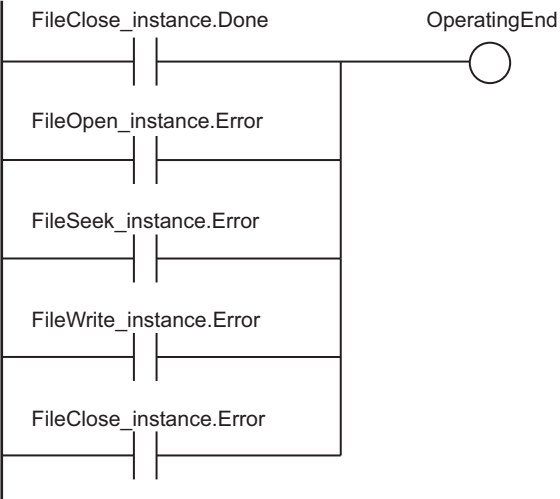 FileClose_instance.Done
OperatingEnd
FileOpen_instance.Error
FileSeek_instance.Error
FileWrite_instance.Error
FileClose_instance.Error